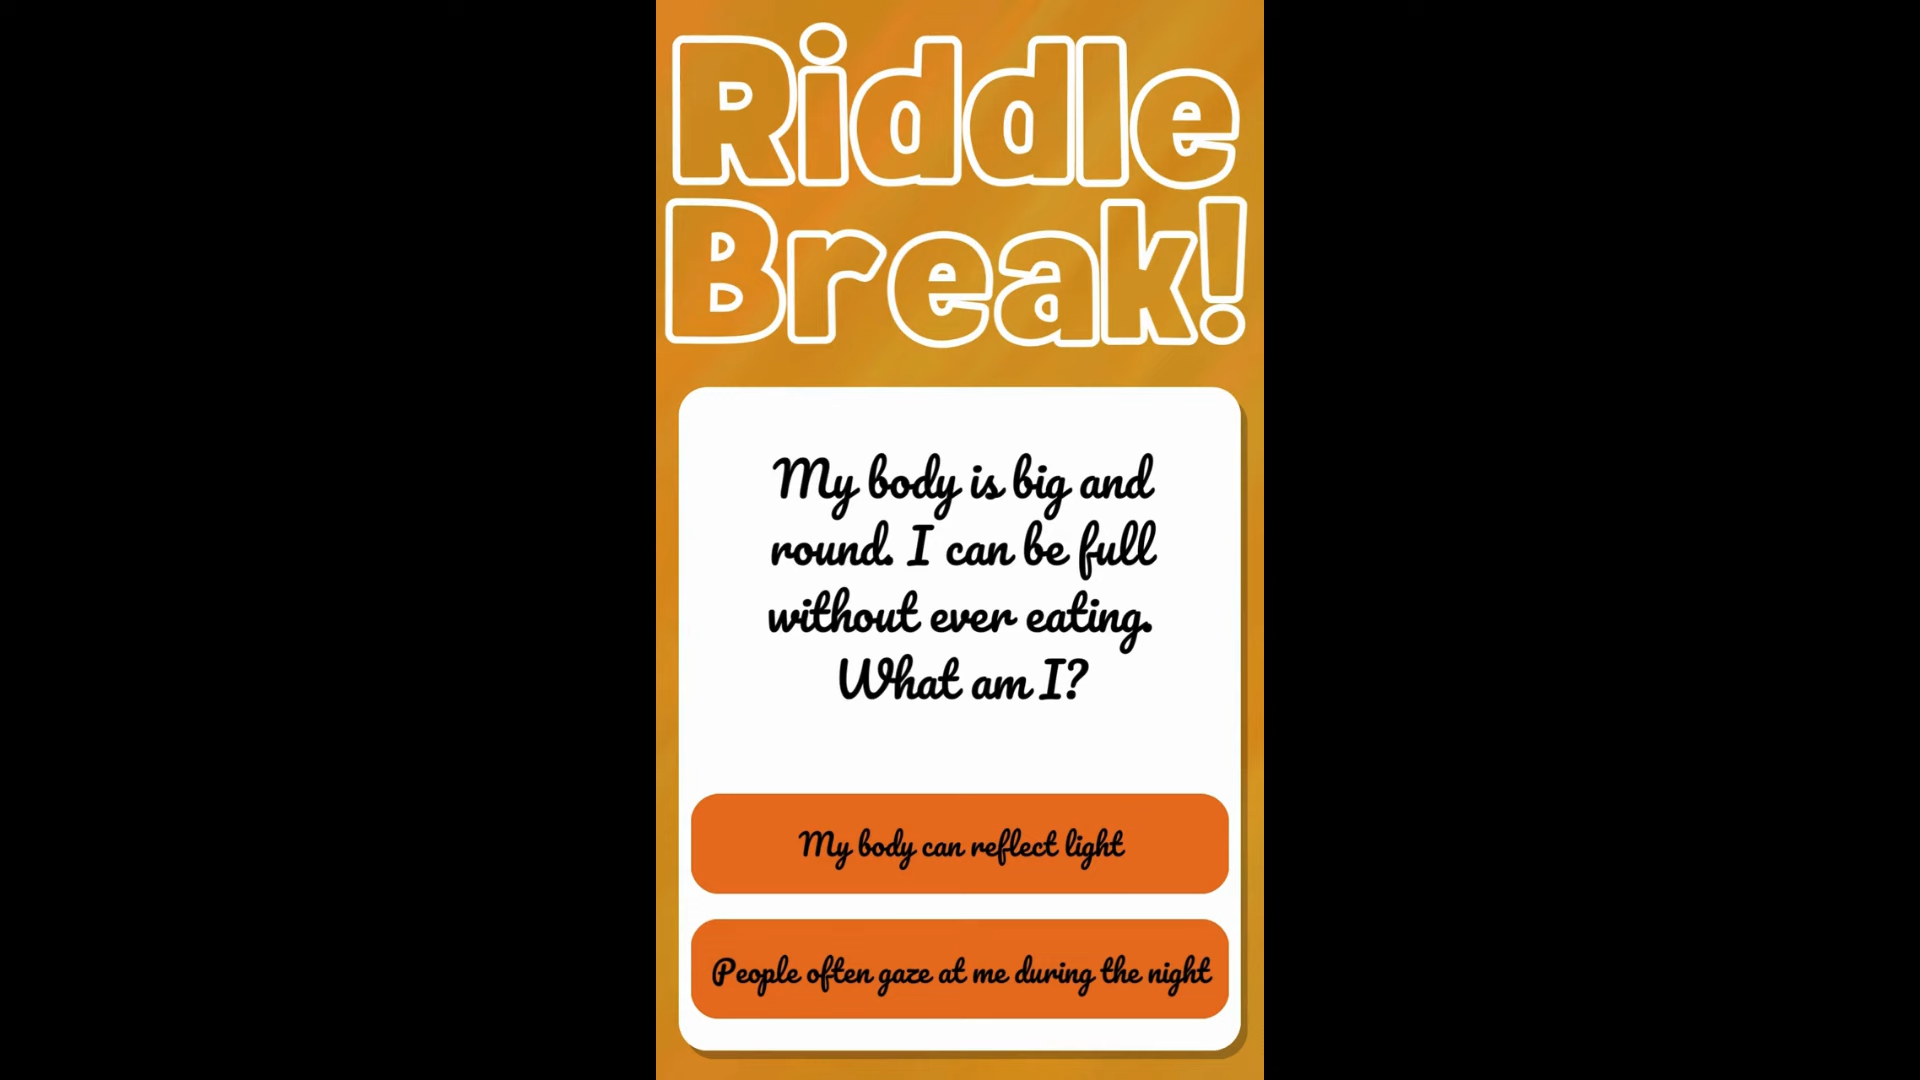 Riddle
Break!
My body is big and
round. I can be full
without ever eating.
What am I?
My body can reflect light
People often gaze at me during the night